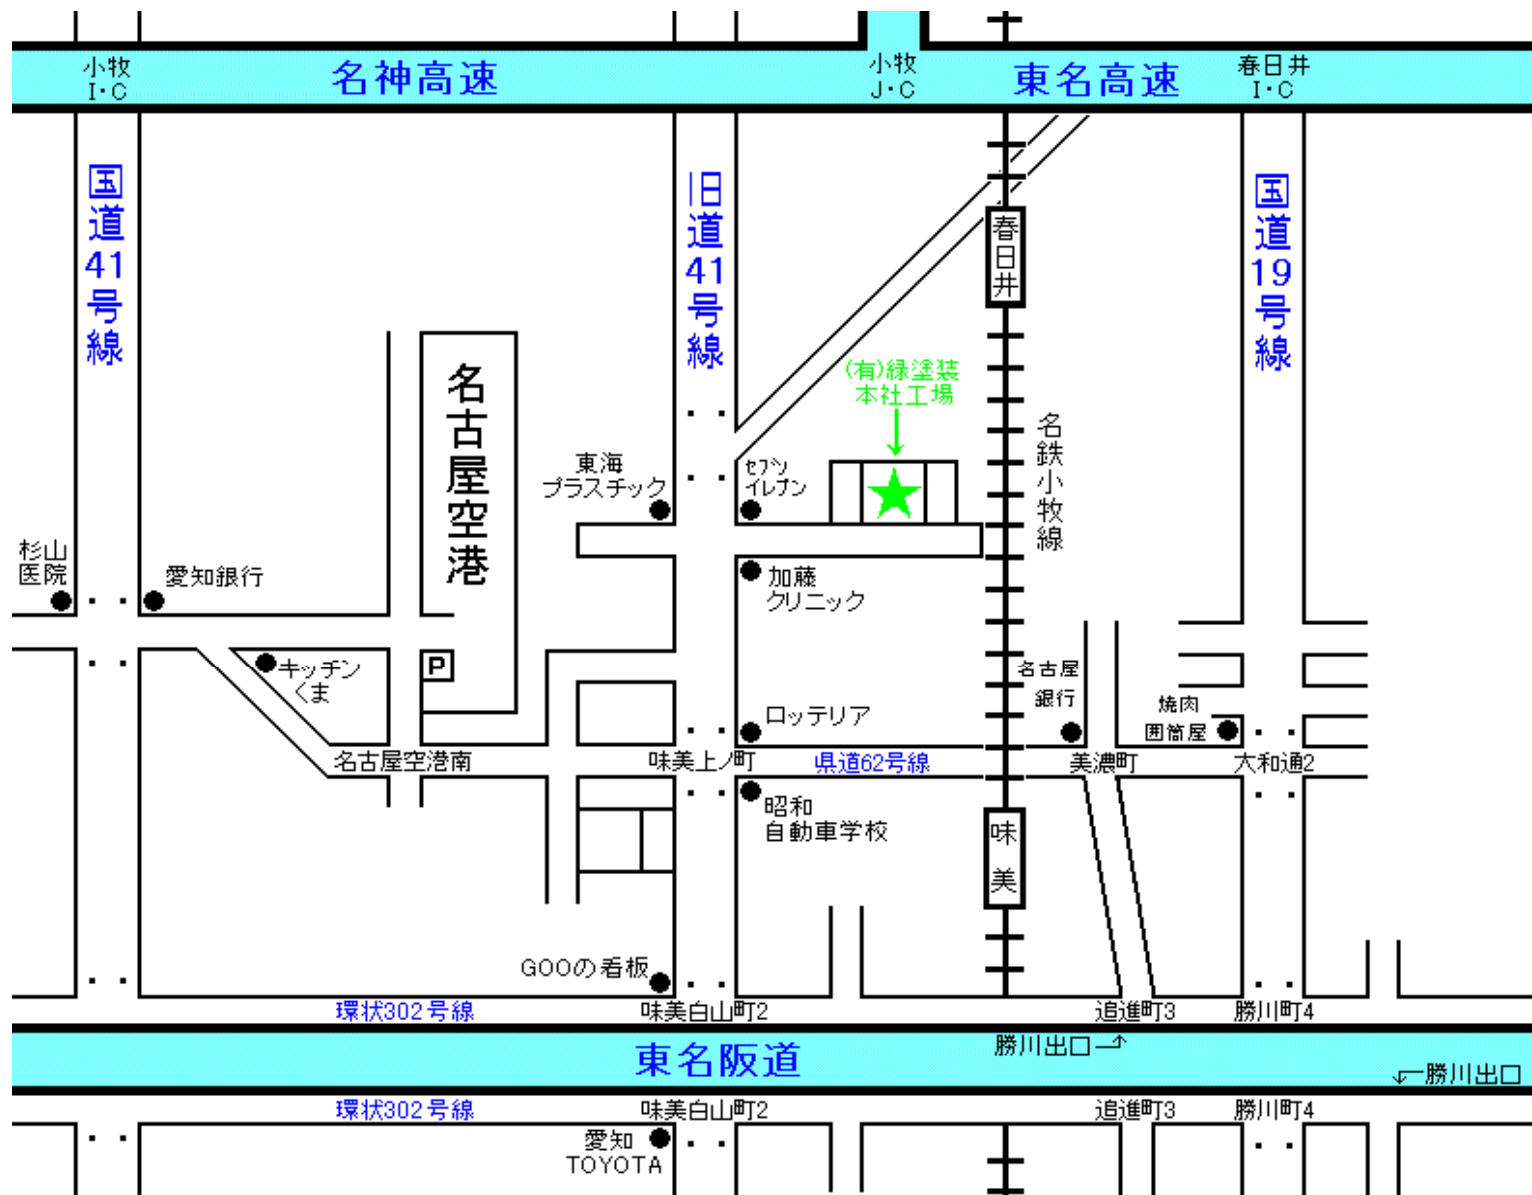 小牧
I・C
名神高速
小牧
J・C
東名高速
春日井
I・C
国道41号線
旧道41号線
春日井
国道19号線
(有)緑塗装
本社工場
名古屋空港
名鉄小牧線
東海
プラスチック
セブン
イレブン
杉山
医院
愛知銀行
加藤
クリニック
キッチン
くま
P
名古屋
銀行
焼肉
囲筒屋
ロッテリア
名古屋空港南
味美上ノ町
県道62号線
美濃町
大和通2
昭和
自動車学校
味美
GOOの看板
環状302号線
味美白山町2
追進町3
勝川町4
東名阪道
勝川出口
勝川出口
環状302号線
味美白山町2
追進町3
勝川町4
愛知
TOYOTA